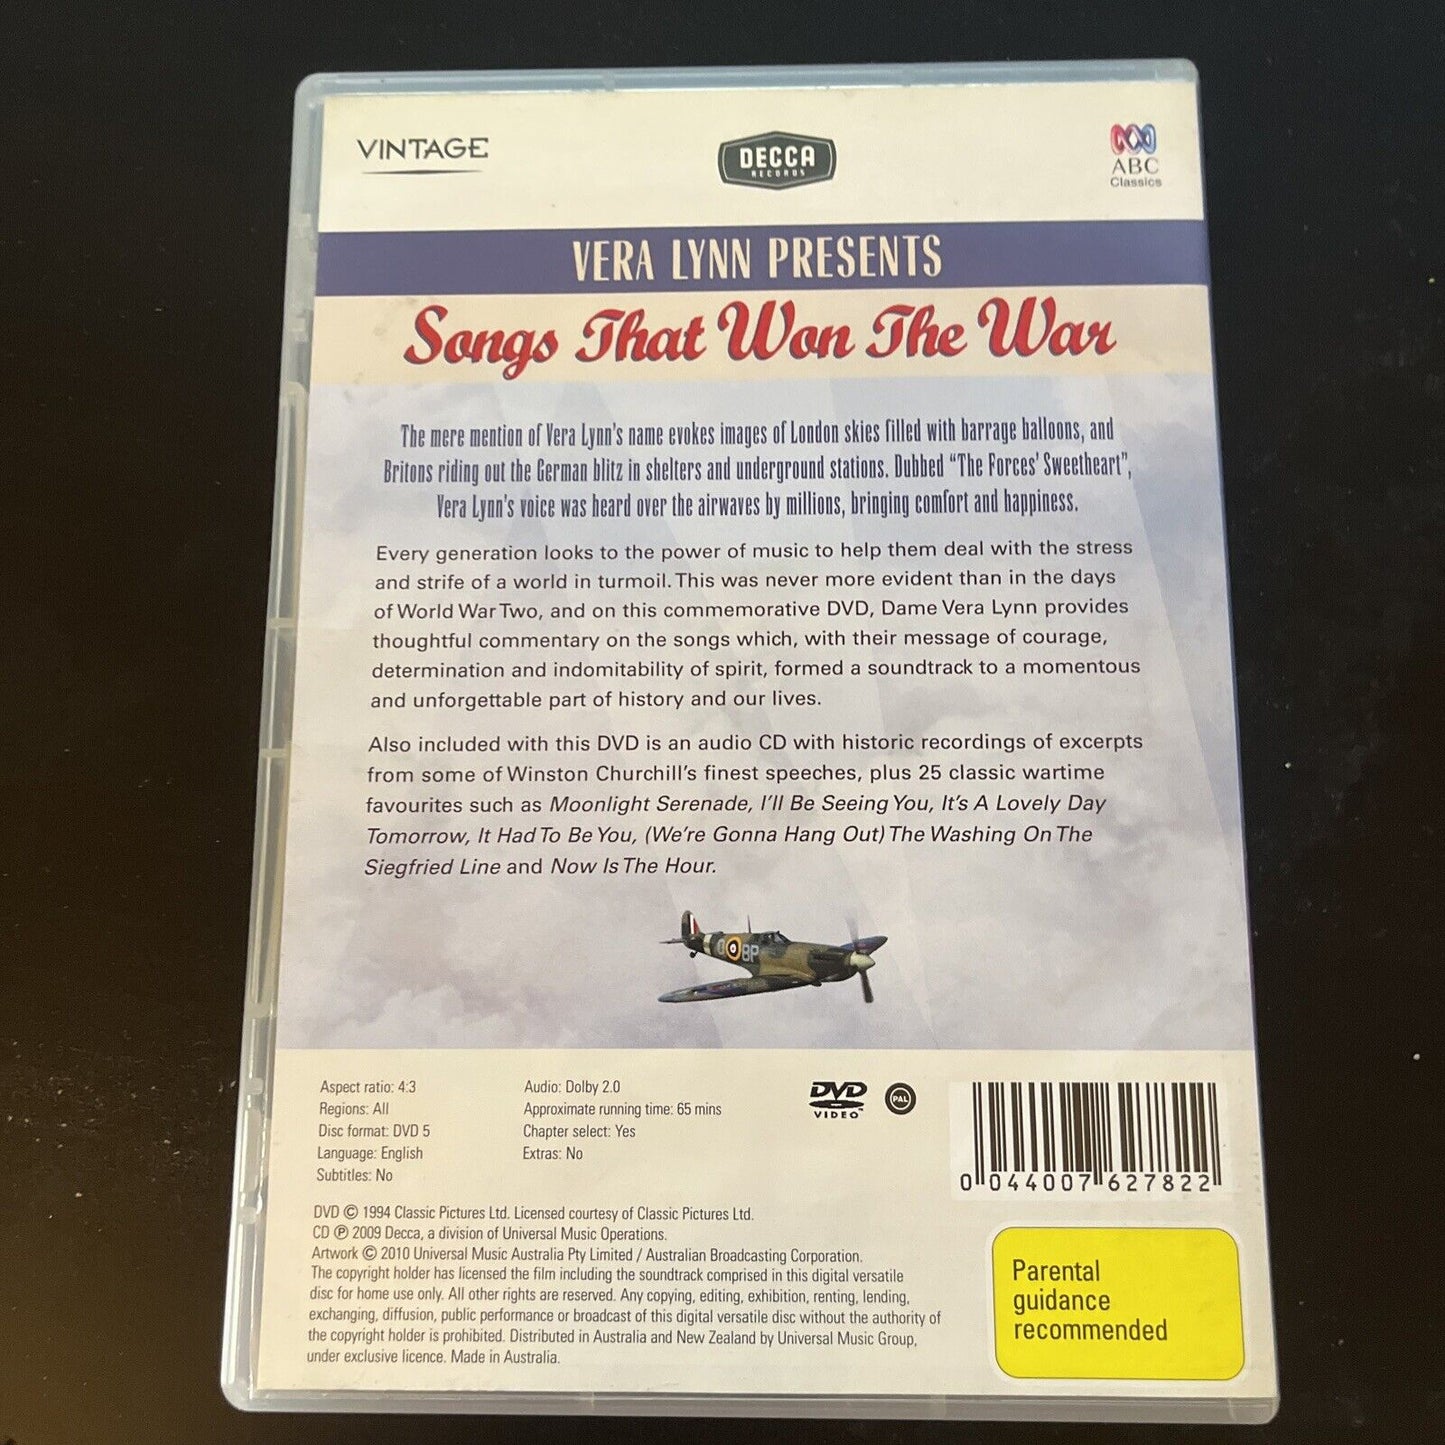 VINTAGE
DECCA
RECORDS
ABC
Classics
VERA LYNN PRESENTS
Songs That Won The War
The mere mention of Vera Lynn's name evokes images of London skies filled with barrage balloons, and
Britons riding out the German blitz in shelters and underground stations. Dubbed “The Forces' Sweetheart”,
Vera Lynn's voice was heard over the airwaves by millions, bringing comfort and happiness.
Every generation looks to the power of music to help them deal with the stress
and strife of a world in turmoil. This was never more evident than in the days
of World War Two, and on this commemorative DVD, Dame Vera Lynn provides
thoughtful commentary on the songs which, with their message of courage,
determination and indomitability of spirit, formed a soundtrack to a momentous
and unforgettable part of history and our lives.
Also included with this DVD is an audio CD with historic recordings of excerpts
from some of Winston Churchill's finest speeches, plus 25 classic wartime
favourites such as Moonlight Serenade, I'll Be Seeing You, It's A Lovely Day
Tomorrow, It Had To Be You, (We're Gonna Hang Out) The Washing On The
Siegfried Line and Now Is The Hour.
BP
Aspect ratio: 4:3
Regions: All
Disc format: DVD 5
Language: English
Subtitles: No
Audio: Dolby 2.0
Approximate running time: 65 mins
Chapter select: Yes
Extras: No
DVD
VIDEO™
PAL
0 044007 627822
DVD © 1994 Classic Pictures Ltd. Licensed courtesy of Classic Pictures Ltd.
CD ℗ 2009 Decca, a division of Universal Music Operations.
Artwork © 2010 Universal Music Australia Pty Limited / Australian Broadcasting Corporation.
The copyright holder has licensed the film including the soundtrack comprised in this digital versatile
disc for home use only. All other rights are reserved. Any copying, editing, exhibition, renting, lending,
exchanging, diffusion, public performance or broadcast of this digital versatile disc without the authority of
the copyright holder is prohibited. Distributed in Australia and New Zealand by Universal Music Group,
under exclusive licence. Made in Australia.
Parental
guidance
recommended